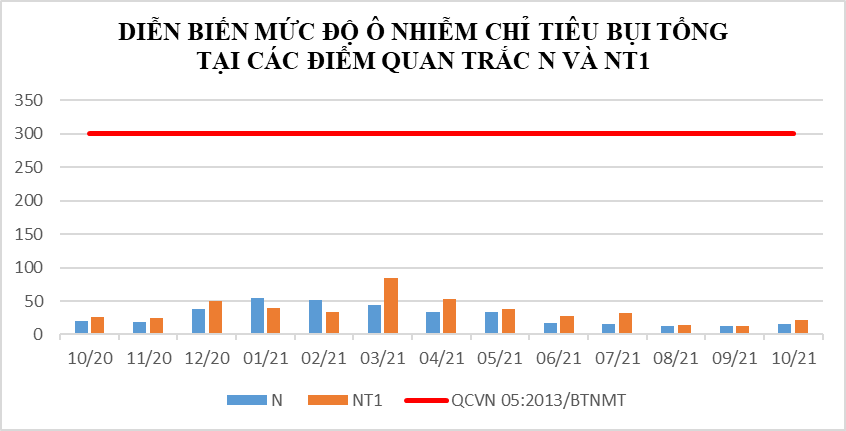 DIỄN BIẾN MỨC ĐỘ Ô NHIỄM CHỈ TIÊU BỤI TỔNG
TẠI CÁC ĐIỂM QUAN TRẮC N VÀ NT1
350
300
250
200
150
100
50
0
10/20 11/20 12/20 01/21 02/21 03/21 04/21 05/21 06/21 07/21 08/21 09/21 10/21
N NT1 QCVN 05:2013/BTNMT